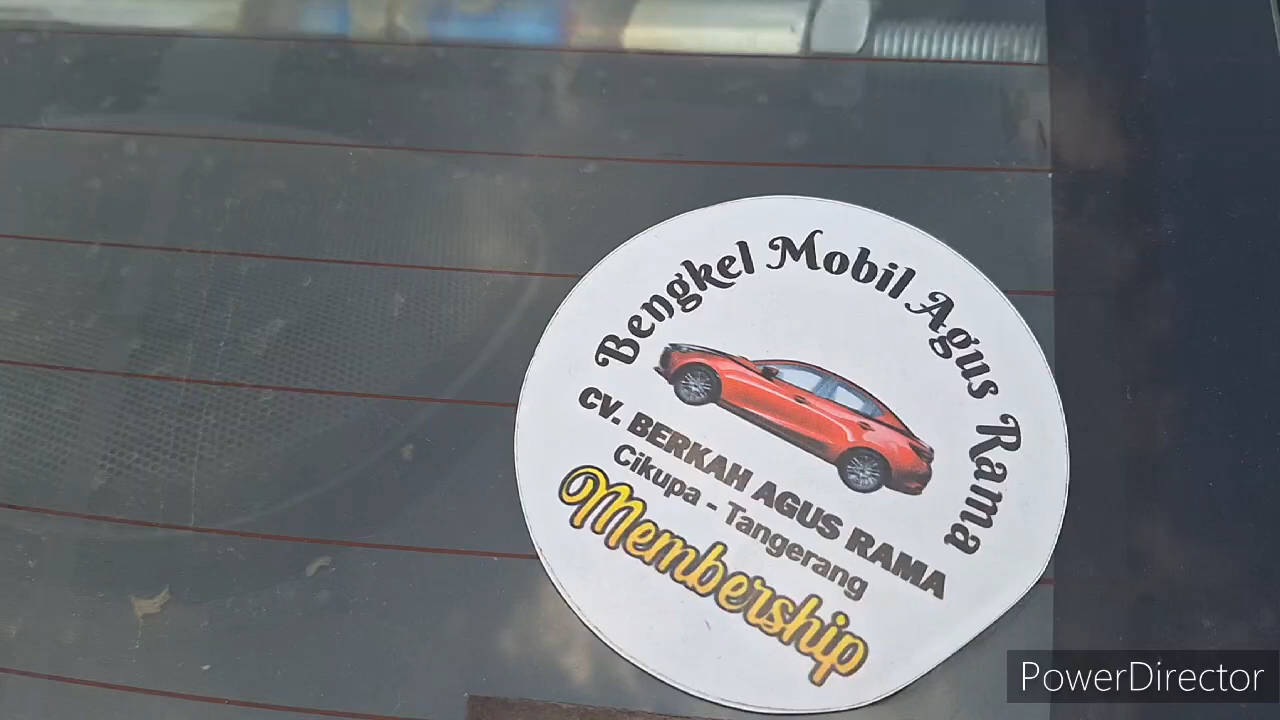 Bengkel Mobil Agus Rama
CV. BERKAH AGUS RAMA
Cikupa - Tangerang
Membership
PowerDirector